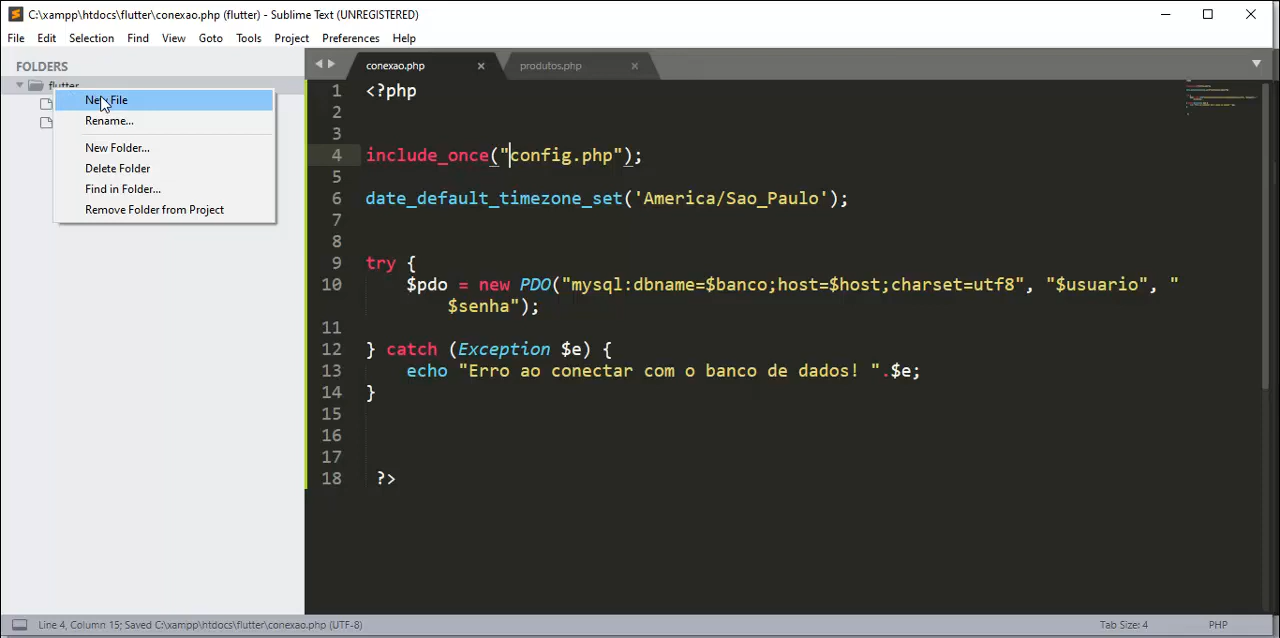 C:\xampp\htdocs\flutter\conexao.php (flutter) - Sublime Text (UNREGISTERED)
File Edit Selection Find View Goto Tools Project Preferences Help
FOLDERS
flutter
New File
Rename...
New Folder...
Delete Folder
Find in Folder...
Remove Folder from Project
conexao.php
produtos.php
1 <?php
2
3
4 include_once("config.php");
5
6 date_default_timezone_set('America/Sao_Paulo');
7
8
9 try {
10 $pdo = new PDO("mysql:dbname=$banco;host=$host;charset=utf8", "$usuario", "
$senha");
11
12 } catch (Exception $e) {
13 echo "Erro ao conectar com o banco de dados! ".$e;
14 }
15
16
17
18 ?>
Line 4, Column 15; Saved C:\xampp\htdocs\flutter\conexao.php (UTF-8)
Tab Size: 4
PHP